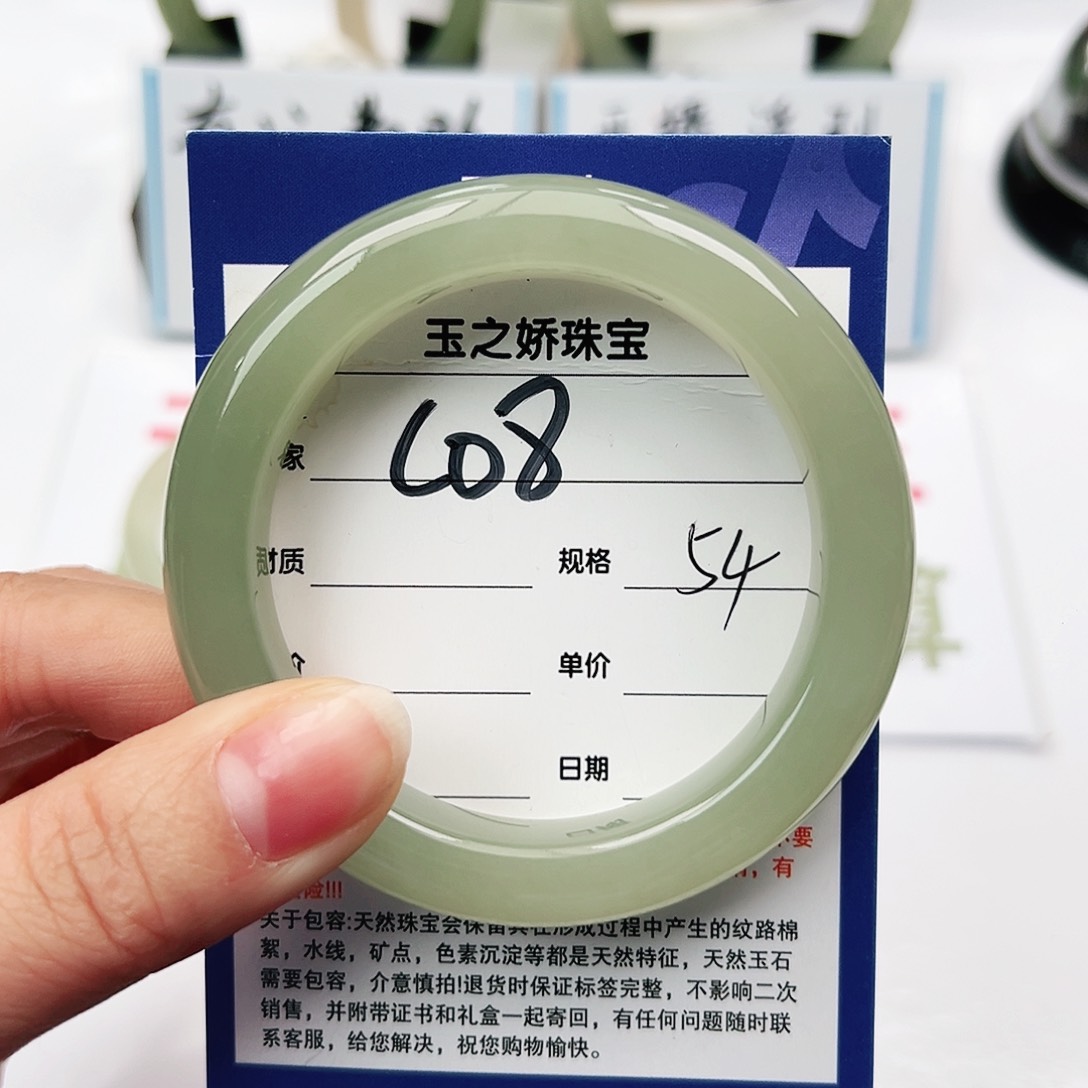 玉之娇珠宝
家
608
材质
规格 54
单价
日期
要
有
险!!!
关于包容:天然珠宝会保留其在形成过程中产生的纹路棉
絮，水线，矿点，色素沉淀等都是天然特征，天然玉石
需要包容，介意慎拍!退货时保证标签完整，不影响二次
销售，并附带证书和礼盒一起寄回，有任何问题随时联
系客服，给您解决，祝您购物愉快。